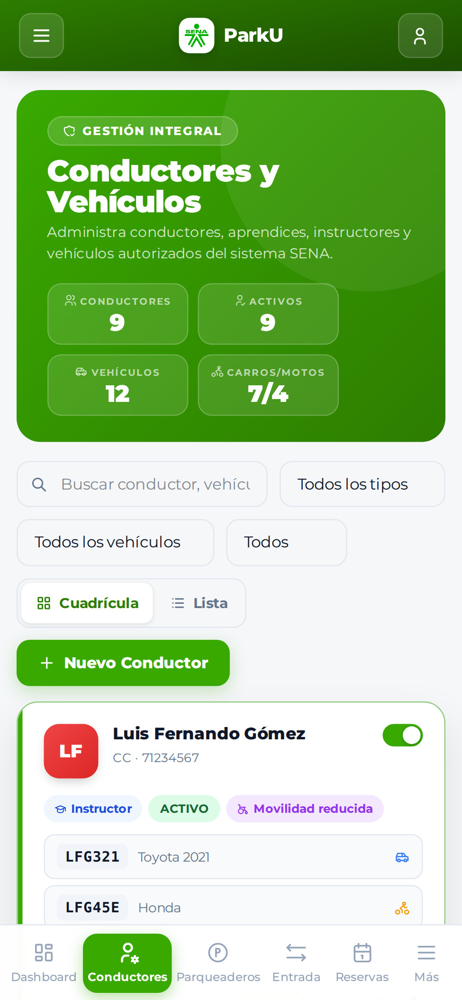 SENA
ParkU
GESTIÓN INTEGRAL
Conductores y
Vehículos
Administra conductores, aprendices, instructores y
vehículos autorizados del sistema SENA.
CONDUCTORES
9
ACTIVOS
9
VEHÍCULOS
12
CARROS/MOTOS
7/4
Buscar conductor, vehícu
Todos los tipos
Todos los vehículos
Todos
Cuadrícula
Lista
Nuevo Conductor
LF
Luis Fernando Gómez
CC · 71234567
Instructor
ACTIVO
Movilidad reducida
LFG321
Toyota 2021
LFG45E
Honda
Dashboard
Conductores
Parqueaderos
Entrada
Reservas
Más